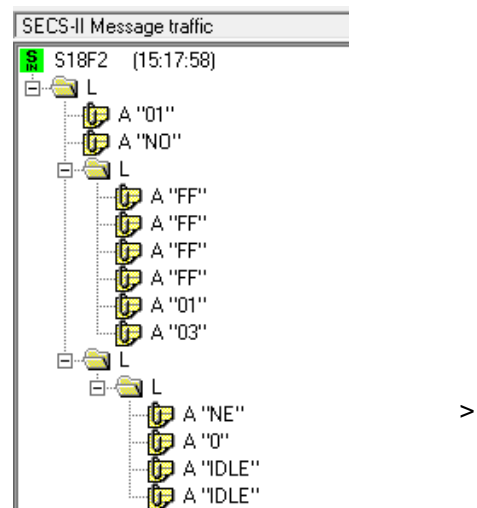 SECS-II Message traffic
S IN S18F2 (15:17:58)
L
A "01"
A "NO"
L
A "FF"
A "FF"
A "FF"
A "FF"
A "01"
A "03"
L
L
A "NE"
A "0"
A "IDLE"
A "IDLE"
>